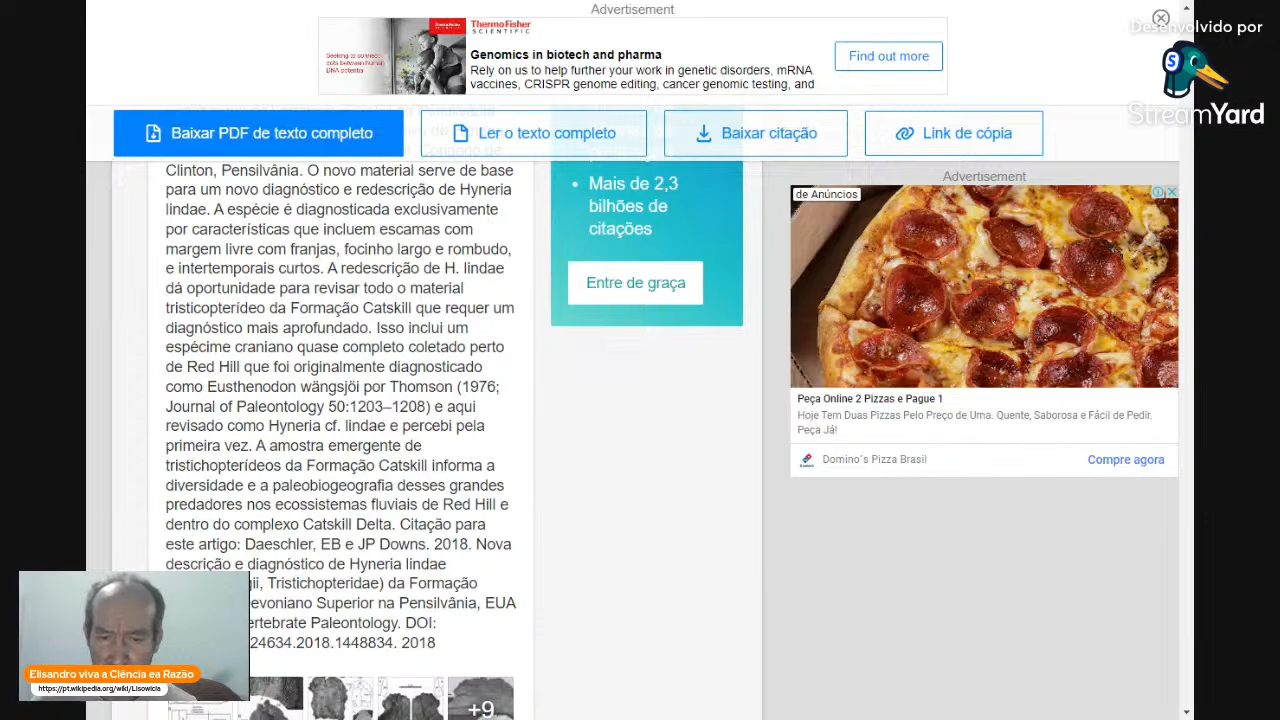 Advertisement
ThermoFisher
SCIENTIFIC
Genomics in biotech and pharma
Rely on us to help further your work in genetic disorders, mRNA
vaccines, CRISPR genome editing, cancer genomic testing, and
Find out more
Desenvolvido por
StreamYard
Baixar PDF de texto completo
Ler o texto completo
Baixar citação
Link de cópia
Clinton, Pensilvânia. O novo material serve de base
para um novo diagnóstico e redescrição de Hyneria
lindae. A espécie é diagnosticada exclusivamente
por características que incluem escamas com
margem livre com franjas, focinho largo e rombudo,
e intertemporais curtos. A redescrição de H. lindae
dá oportunidade para revisar todo o material
tristicopterídeo da Formação Catskill que requer um
diagnóstico mais aprofundado. Isso inclui um
espécime craniano quase completo coletado perto
de Red Hill que foi originalmente diagnosticado
como Eusthenodon wängsjöi por Thomson (1976;
Journal of Paleontology 50:1203–1208) e aqui
revisado como Hyneria cf. lindae e percebi pela
primeira vez. A amostra emergente de
tristichopterídeos da Formação Catskill informa a
diversidade e a paleobiogeografia desses grandes
predadores nos ecossistemas fluviais de Red Hill e
dentro do complexo Catskill Delta. Citação para
este artigo: Daeschler, EB e JP Downs. 2018. Nova
descrição e diagnóstico de Hyneria lindae
gii, Tristichopteridae) da Formação
evoniano Superior na Pensilvânia, EUA
ertebrate Paleontology. DOI:
24634.2018.1448834. 2018
+9
Mais de 2,3
bilhões de
citações
Entre de graça
Advertisement
de Anúncios
Peça Online 2 Pizzas e Pague 1
Hoje Tem Duas Pizzas Pelo Preço de Uma. Quente, Saborosa e Fácil de Pedir.
Peça Já!
Domino´s Pizza Brasil
Compre agora
Elisandro viva a Ciência ea Razão
https://pt.wikipedia.org/wiki/Lisowicia